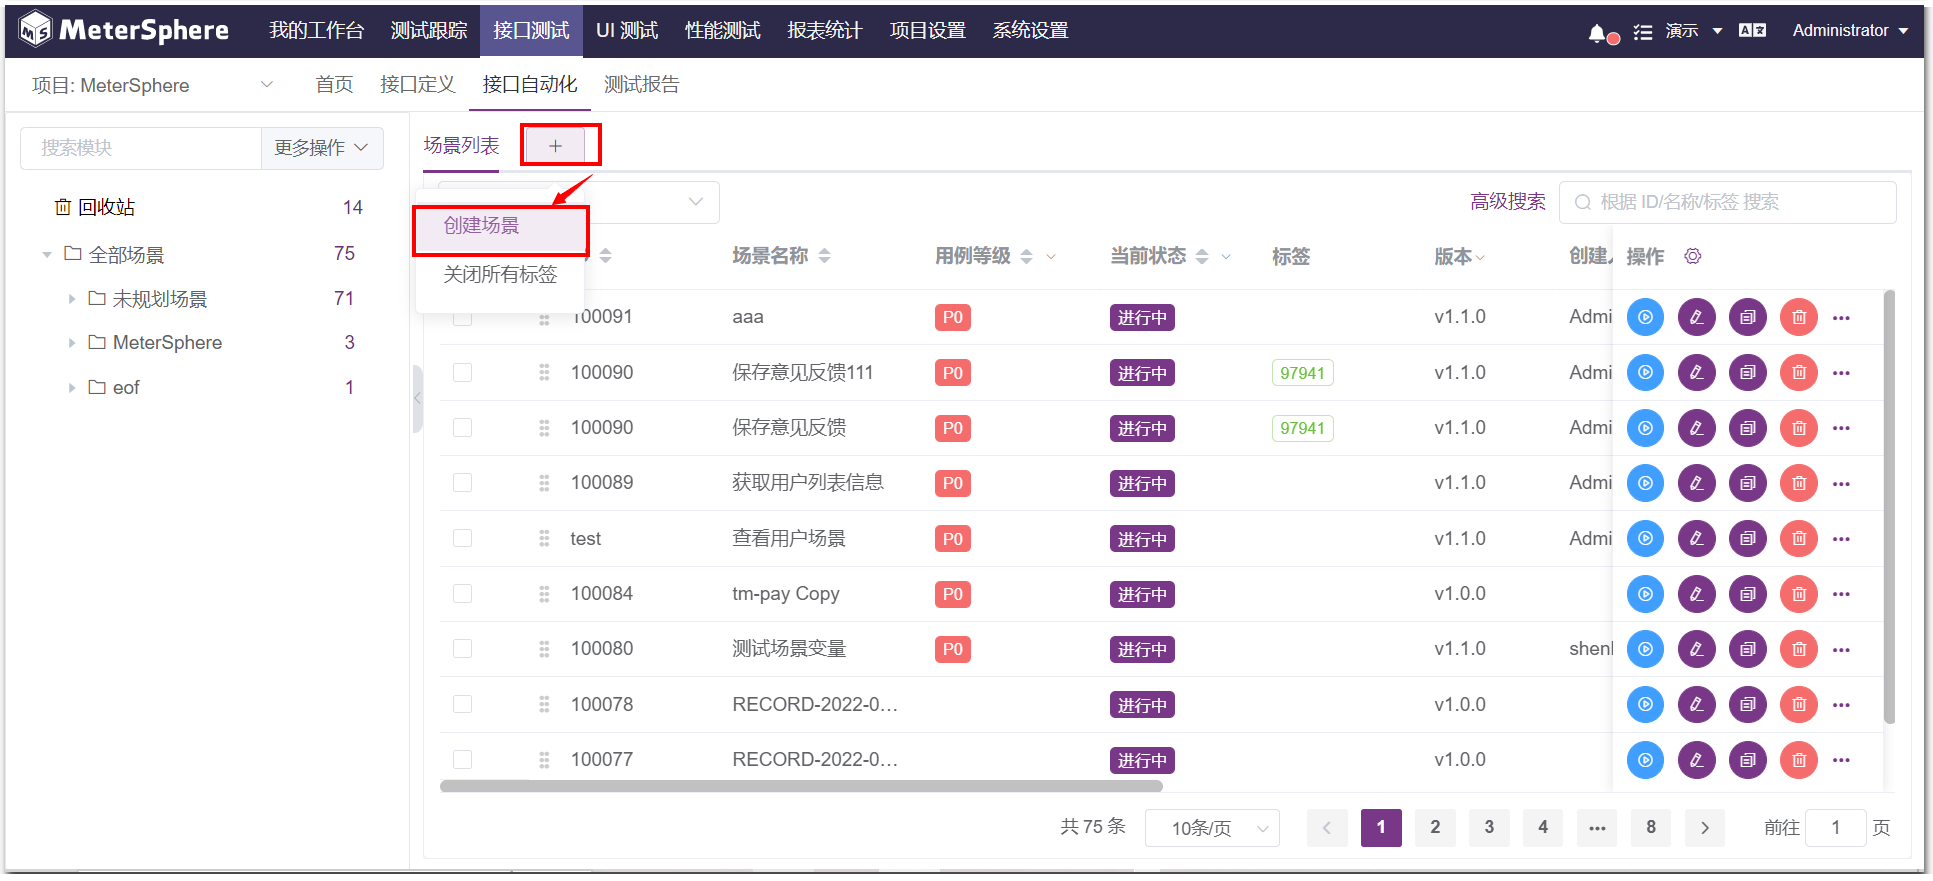 MeterSphere 我的工作台 测试跟踪 接口测试 UI 测试 性能测试 报表统计 项目设置 系统设置 演示 Administrator
项目: MeterSphere 首页 接口定义 接口自动化 测试报告
搜索模块 更多操作
回收站 14
全部场景 75
未规划场景 71
MeterSphere 3
eof 1
场景列表 +
高级搜索 根据 ID/名称/标签 搜索
创建场景
关闭所有标签
场景名称 用例等级 当前状态 标签 版本 创建 操作
100091 aaa P0 进行中 v1.1.0 Admi
100090 保存意见反馈111 P0 进行中 97941 v1.1.0 Admi
100090 保存意见反馈 P0 进行中 97941 v1.1.0 Admi
100089 获取用户列表信息 P0 进行中 v1.1.0 Admi
test 查看用户场景 P0 进行中 v1.1.0 Admi
100084 tm-pay Copy P0 进行中 v1.0.0
100080 测试场景变量 P0 进行中 v1.1.0 shenl
100078 RECORD-2022-0... 进行中 v1.0.0
100077 RECORD-2022-0... 进行中 v1.0.0
共 75 条 10条/页 1 2 3 4 ... 8 前往 1 页